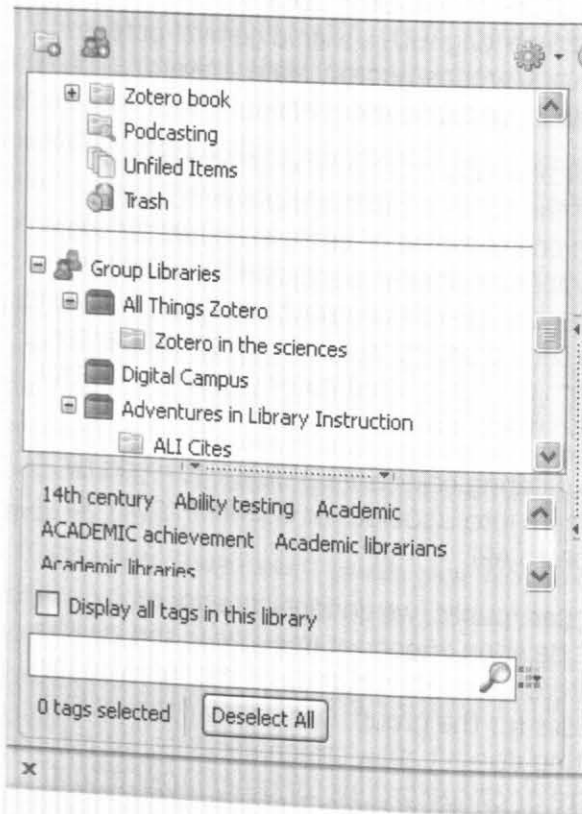 Zotero book
Podcasting
Unfiled Items
Trash
Group Libraries
All Things Zotero
Zotero in the sciences
Digital Campus
Adventures in Library Instruction
ALI Cites
14th century Ability testing Academic
ACADEMIC achievement Academic librarians
Academic libraries
Display all tags in this library
0 tags selected Deselect All